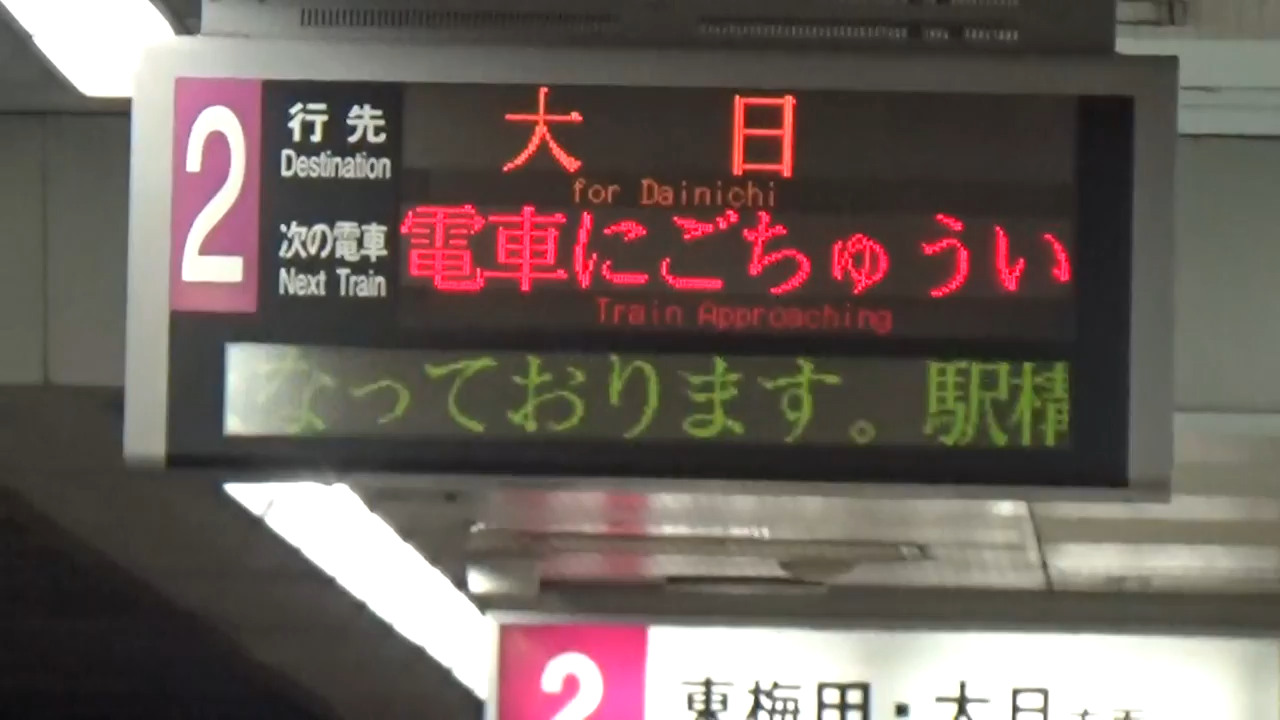 2
行先 大日
Destination
for Dainichi
次の電車 電車にごちゅうい
Next Train
Train Approaching
なっております。駅構
2
東梅田・大日方面